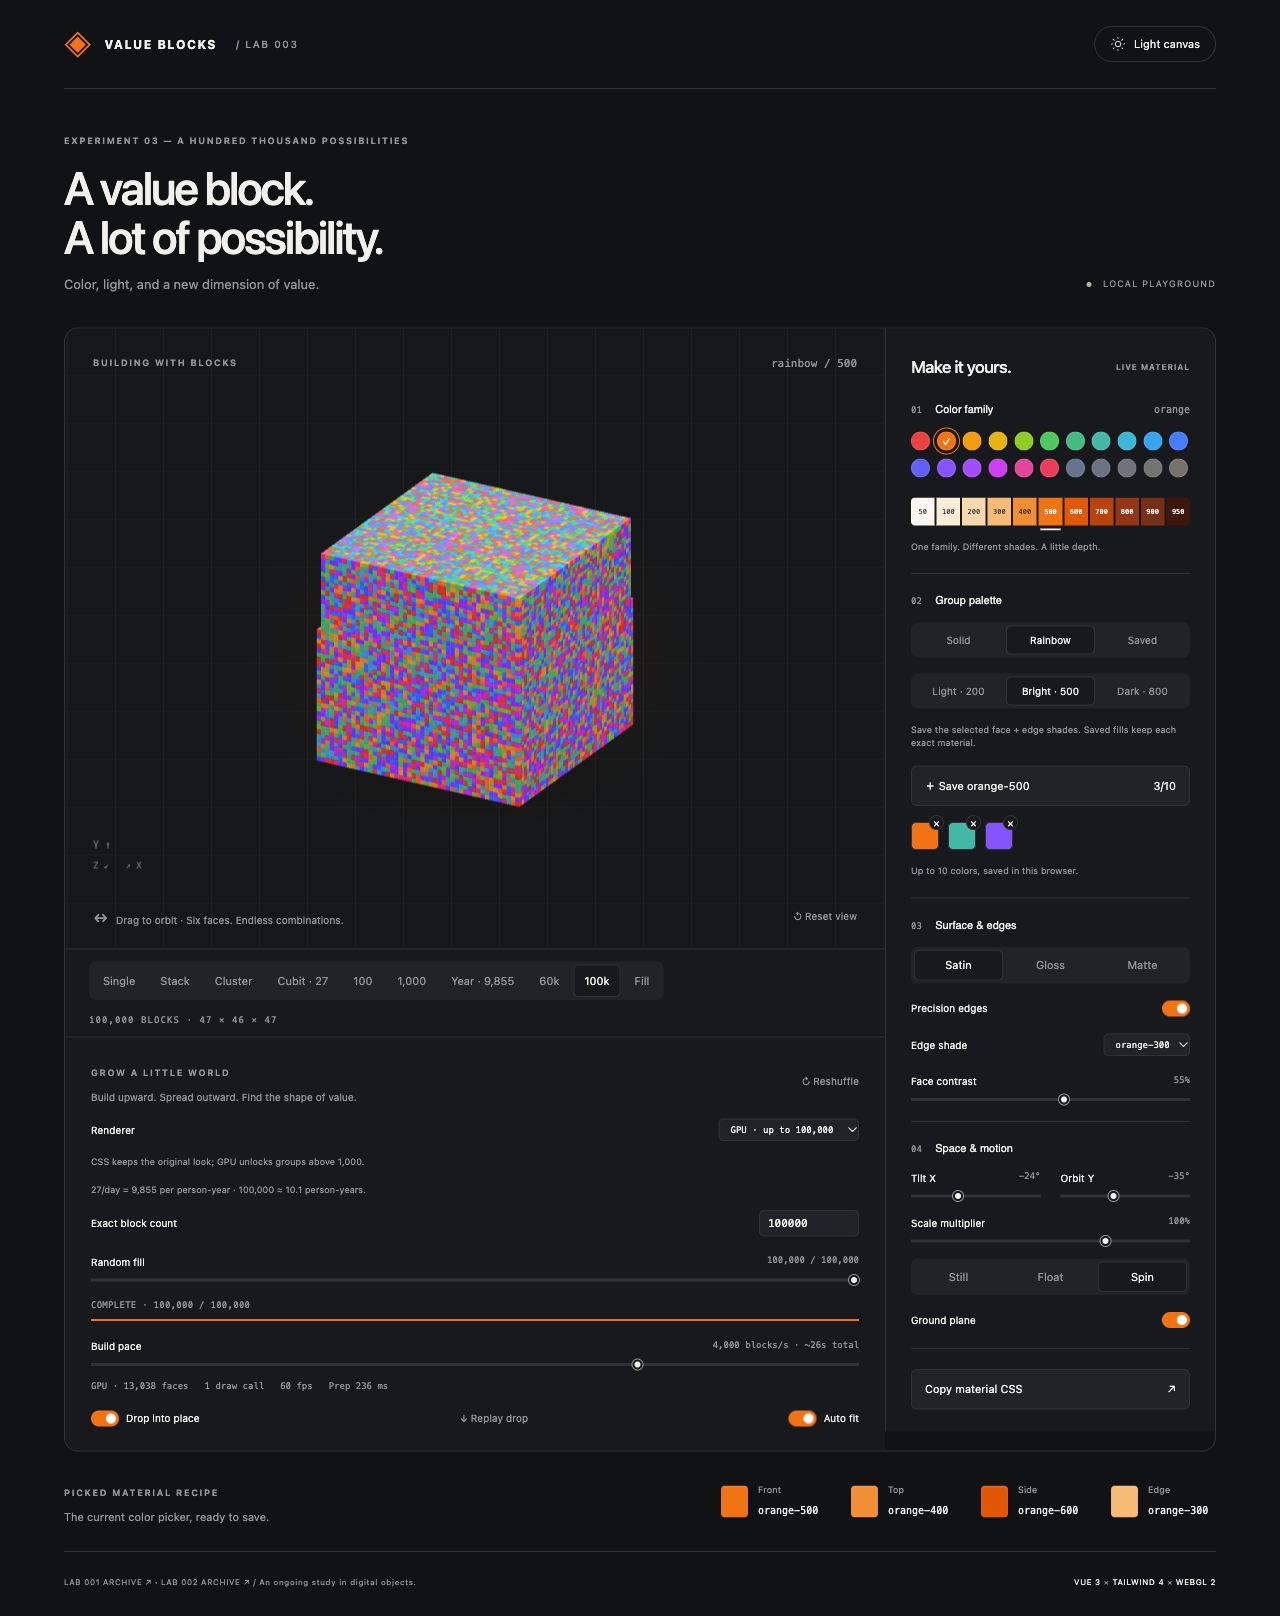 VALUE BLOCKS / LAB 003
Light canvas
EXPERIMENT 03 — A HUNDRED THOUSAND POSSIBILITIES
A value block.
A lot of possibility.
Color, light, and a new dimension of value.
LOCAL PLAYGROUND
BUILDING WITH BLOCKS
rainbow / 500
Y ↑
Z ↙ ↗ X
Drag to orbit · Six faces. Endless combinations.
Reset view
Single Stack Cluster Cubit · 27 100 1,000 Year · 9,855 60k 100k Fill
100,000 BLOCKS · 47 × 46 × 47
GROW A LITTLE WORLD
Build upward. Spread outward. Find the shape of value.
↻ Reshuffle
Renderer
GPU · up to 100,000
CSS keeps the original look; GPU unlocks groups above 1,000.
27/day = 9,855 per person-year · 100,000 ≈ 10.1 person-years.
Exact block count
100000
Random fill
100,000 / 100,000
COMPLETE · 100,000 / 100,000
Build pace
4,000 blocks/s · ~26s total
GPU · 13,038 faces 1 draw call 60 fps Prep 236 ms
Drop into place
↓ Replay drop
Auto fit
Make it yours.
LIVE MATERIAL
01 Color family
orange
50 100 200 300 400 500 600 700 800 900 950
One family. Different shades. A little depth.
02 Group palette
Solid Rainbow Saved
Light · 200 Bright · 500 Dark · 800
Save the selected face + edge shades. Saved fills keep each
exact material.
+ Save orange-500
3/10
× × ×
Up to 10 colors, saved in this browser.
03 Surface & edges
Satin Gloss Matte
Precision edges
Edge shade
orange-300
Face contrast
55%
04 Space & motion
Tilt X
−24°
Orbit Y
−35°
Scale multiplier
100%
Still Float Spin
Ground plane
Copy material CSS ↗
PICKED MATERIAL RECIPE
The current color picker, ready to save.
Front
orange-500
Top
orange-400
Side
orange-600
Edge
orange-300
LAB 001 ARCHIVE ↗ · LAB 002 ARCHIVE ↗ / An ongoing study in digital objects.
VUE 3 × TAILWIND 4 × WEBGL 2